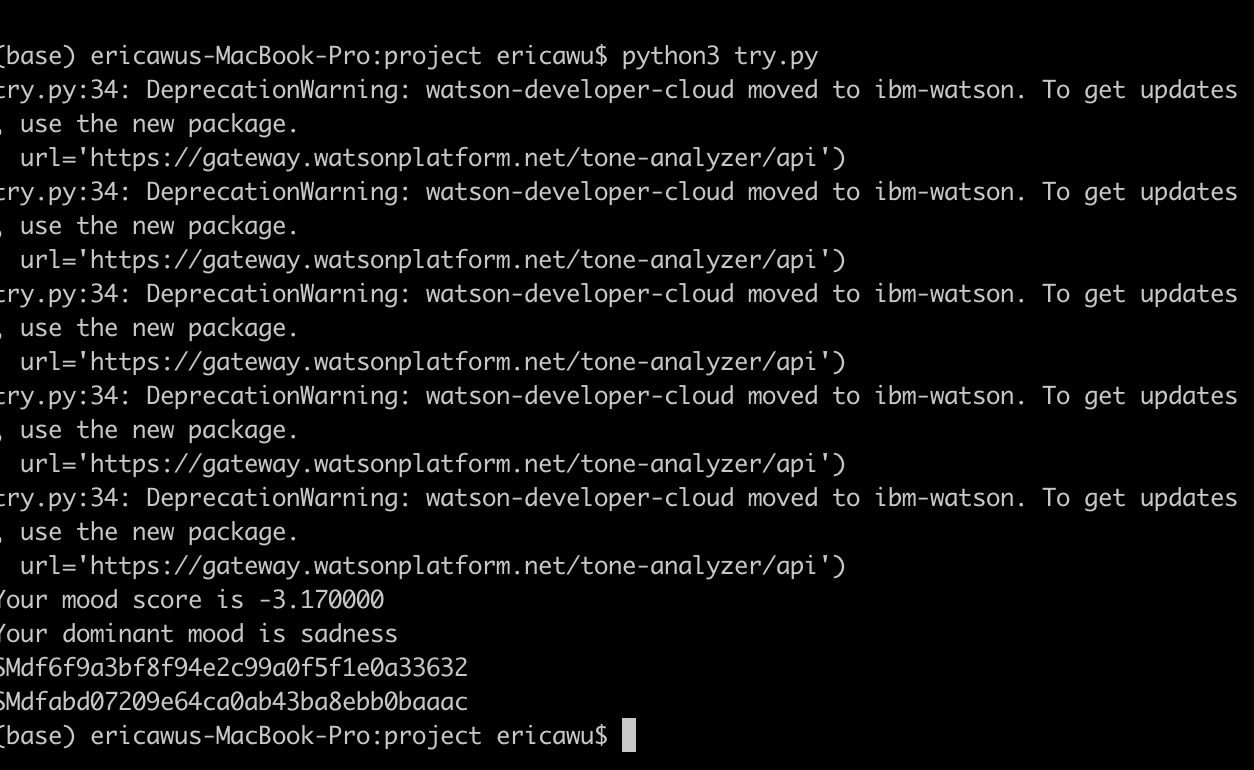 (base) ericawus-MacBook-Pro:project ericawu$ python3 try.py
try.py:34: DeprecationWarning: watson-developer-cloud moved to ibm-watson. To get updates
, use the new package.
  url='https://gateway.watsonplatform.net/tone-analyzer/api')
try.py:34: DeprecationWarning: watson-developer-cloud moved to ibm-watson. To get updates
, use the new package.
  url='https://gateway.watsonplatform.net/tone-analyzer/api')
try.py:34: DeprecationWarning: watson-developer-cloud moved to ibm-watson. To get updates
, use the new package.
  url='https://gateway.watsonplatform.net/tone-analyzer/api')
try.py:34: DeprecationWarning: watson-developer-cloud moved to ibm-watson. To get updates
, use the new package.
  url='https://gateway.watsonplatform.net/tone-analyzer/api')
try.py:34: DeprecationWarning: watson-developer-cloud moved to ibm-watson. To get updates
, use the new package.
  url='https://gateway.watsonplatform.net/tone-analyzer/api')
Your mood score is -3.170000
Your dominant mood is sadness
SMdf6f9a3bf8f94e2c99a0f5f1e0a33632
SMdfabd07209e64ca0ab43ba8ebb0baaac
(base) ericawus-MacBook-Pro:project ericawu$